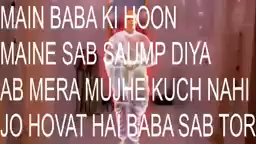 MAIN BABA KI HOON
MAINE SAB SAUMP DIYA
AB MERA MUJHE KUCH NAHI
JO HOVAT HAI BABA SAB TOR